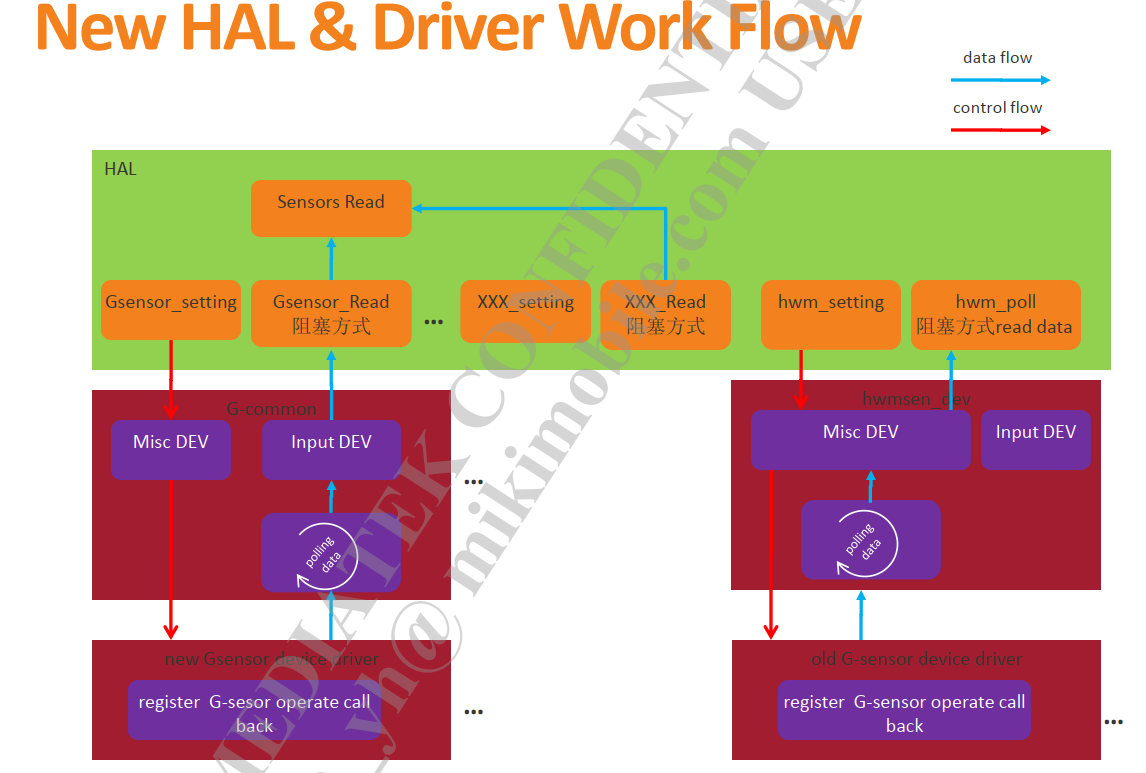 New HAL & Driver Work Flow
data flow
control flow
HAL
Sensors Read
Gsensor_setting
Gsensor_Read
阻塞方式
...
XXX_setting
XXX_Read
阻塞方式
hwm_setting
hwm_poll
阻塞方式read data
G-common
Misc DEV
Input DEV
polling
data
...
hwmsen_dev
Misc DEV
Input DEV
polling
data
new Gsensor device driver
register G-sesor operate call
back
...
old G-sensor device driver
register G-sensor operate call
back
...
MEDIATEK CONFIDENT
_yh@ mikimobile.com USE